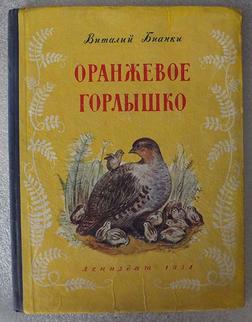 Виталий Бианки
ОРАНЖЕВОЕ
ГОРЛЫШКО
Лениздат 1954